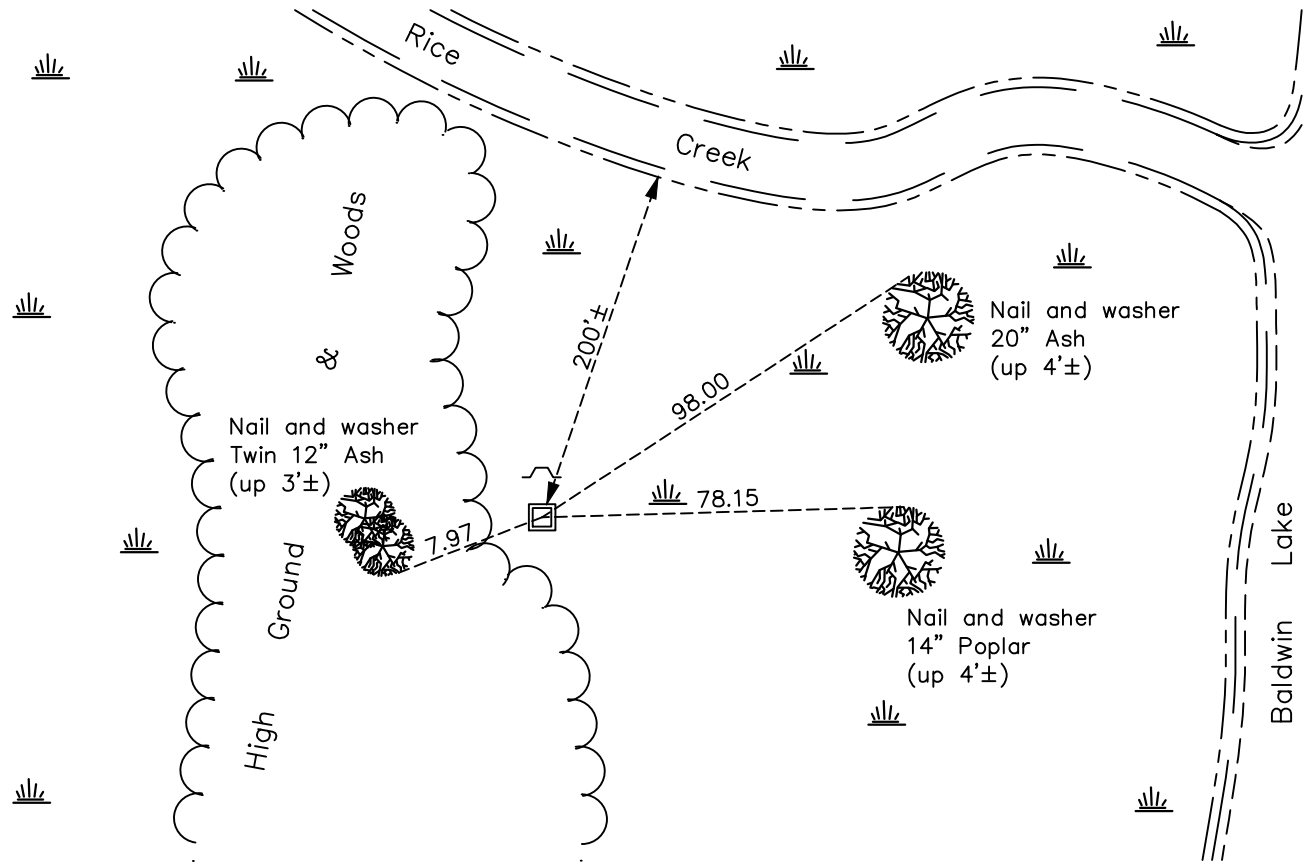 Rice
Creek
Woods
&
Ground
High
200'±
98.00
78.15
7.97
Nail and washer
20" Ash
(up 4'±)
Nail and washer
Twin 12" Ash
(up 3'±)
Nail and washer
14" Poplar
(up 4'±)
Baldwin Lake